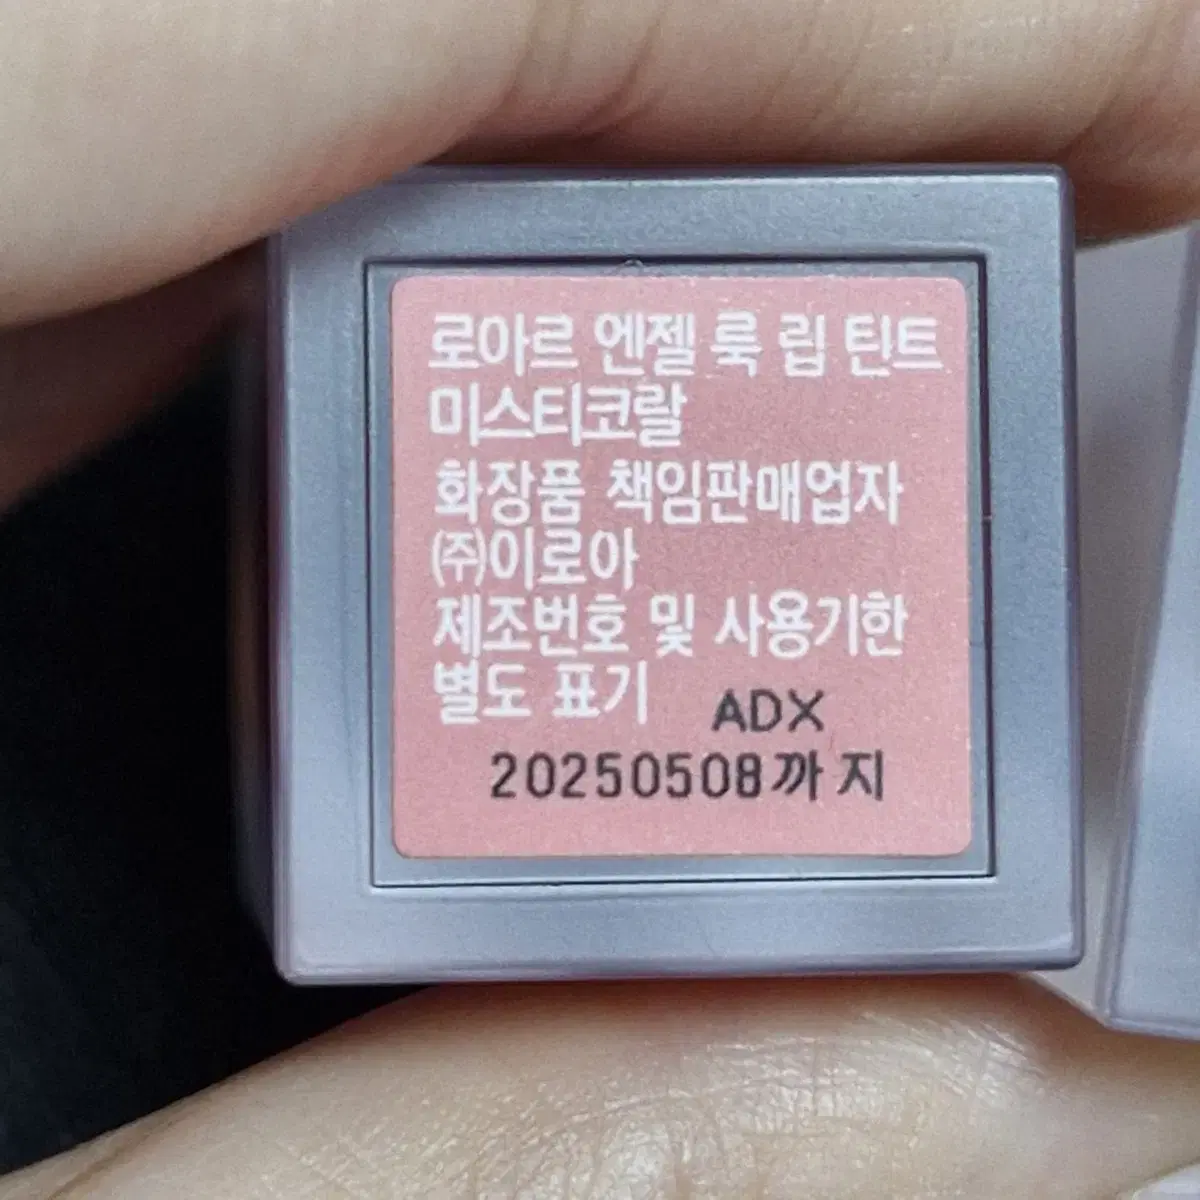 로아르 엔젤 룩 립 틴트
미스티코랄
화장품 책임판매업자
㈜이로아
제조번호 및 사용기한
별도 표기
ADX
20250508까지